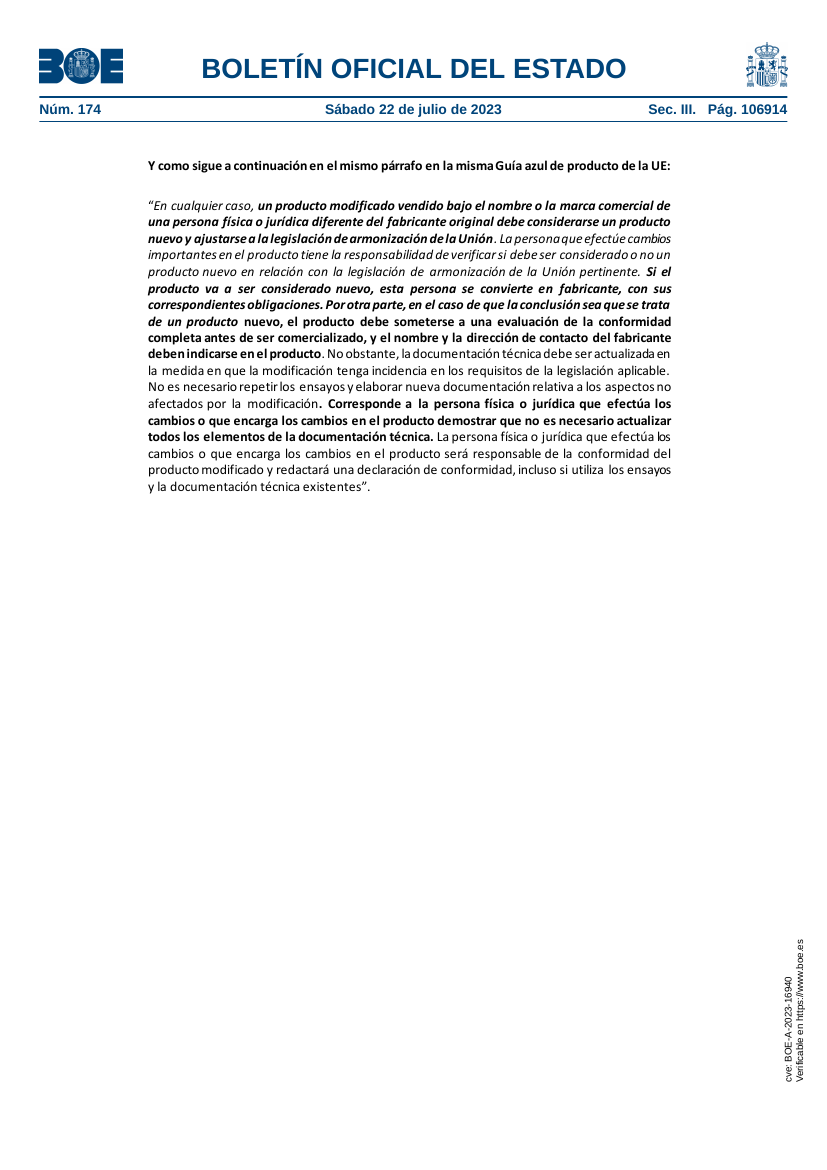 BOE
BOLETÍN OFICIAL DEL ESTADO
Núm. 174
Sábado 22 de julio de 2023
Sec. III. Pág. 106914
Y como sigue a continuación en el mismo párrafo en la misma Guía azul de producto de la UE:
“En cualquier caso, un producto modificado vendido bajo el nombre o la marca comercial de
una persona física o jurídica diferente del fabricante original debe considerarse un producto
nuevo y ajustarse a la legislación de armonización de la Unión. La persona que efectúe cambios
importantes en el producto tiene la responsabilidad de verificar si debe ser considerado o no un
producto nuevo en relación con la legislación de armonización de la Unión pertinente. Si el
producto va a ser considerado nuevo, esta persona se convierte en fabricante, con sus
correspondientes obligaciones. Por otra parte, en el caso de que la conclusión sea que se trata
de un producto nuevo, el producto debe someterse a una evaluación de la conformidad
completa antes de ser comercializado, y el nombre y la dirección de contacto del fabricante
deben indicarse en el producto. No obstante, la documentación técnica debe ser actualizada en
la medida en que la modificación tenga incidencia en los requisitos de la legislación aplicable.
No es necesario repetir los ensayos y elaborar nueva documentación relativa a los aspectos no
afectados por la modificación. Corresponde a la persona física o jurídica que efectúa los
cambios o que encarga los cambios en el producto demostrar que no es necesario actualizar
todos los elementos de la documentación técnica. La persona física o jurídica que efectúa los
cambios o que encarga los cambios en el producto será responsable de la conformidad del
producto modificado y redactará una declaración de conformidad, incluso si utiliza los ensayos
y la documentación técnica existentes”.
cve: BOE-A-2023-16940
Verificable en https://www.boe.es